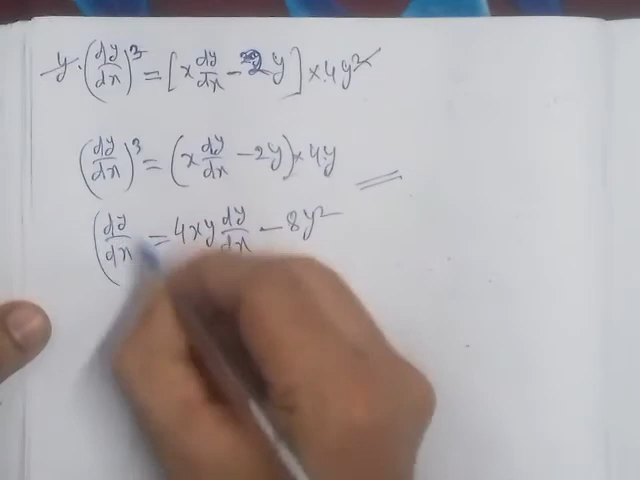 y.(dy/dx)³ = [x dy/dx - 2y] × 4y²
(dy/dx)³ = (x dy/dx - 2y) × 4y
(dy/dx = 4xy dy/dx - 8y²